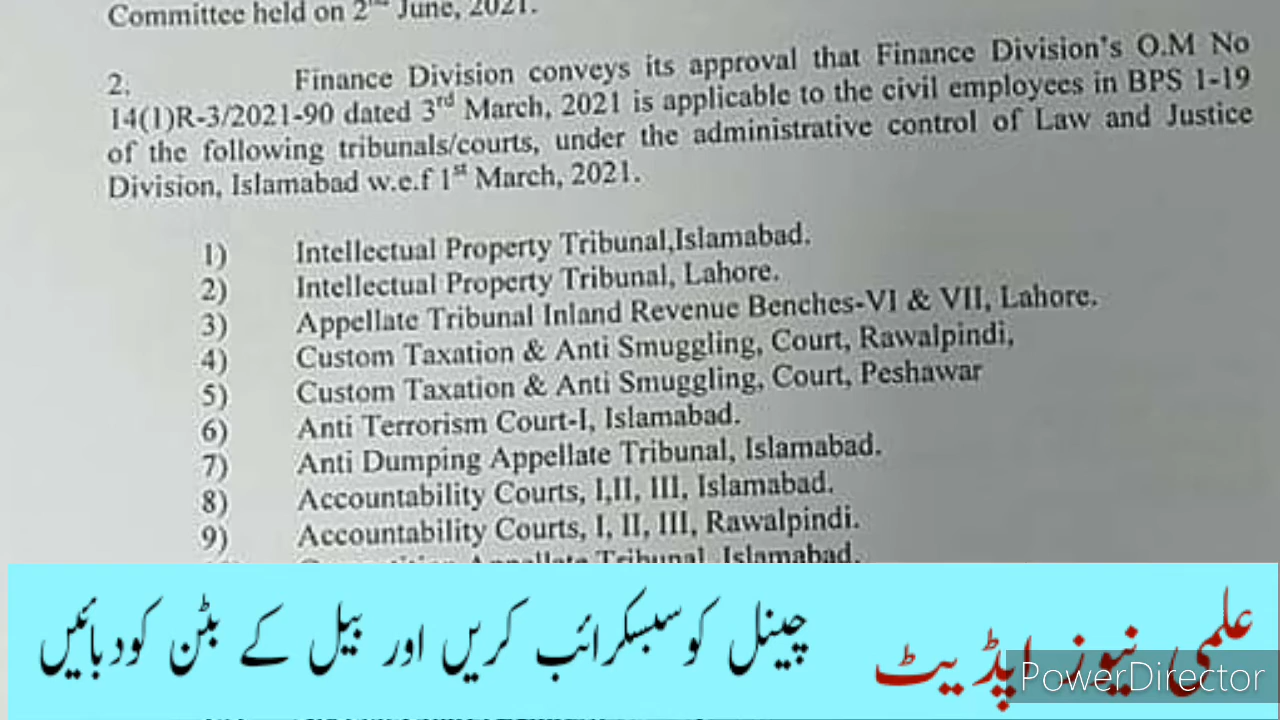 Committee held on 2nd June, 2021.
2. Finance Division conveys its approval that Finance Division's O.M No
14(1)R-3/2021-90 dated 3rd March, 2021 is applicable to the civil employees in BPS 1-19
of the following tribunals/courts, under the administrative control of Law and Justice
Division, Islamabad w.e.f 1st March, 2021.
1) Intellectual Property Tribunal,Islamabad.
2) Intellectual Property Tribunal, Lahore.
3) Appellate Tribunal Inland Revenue Benches-VI & VII, Lahore.
4) Custom Taxation & Anti Smuggling, Court, Rawalpindi,
5) Custom Taxation & Anti Smuggling, Court, Peshawar
6) Anti Terrorism Court-I, Islamabad.
7) Anti Dumping Appellate Tribunal, Islamabad.
8) Accountability Courts, I,II, III, Islamabad.
9) Accountability Courts, I, II, III, Rawalpindi.
Appellate Tribunal, Islamabad.
علمی نیوز اپڈیٹ چینل کو سبسکرائب کریں اور بیل کے بٹن کو دبائیں
PowerDirector